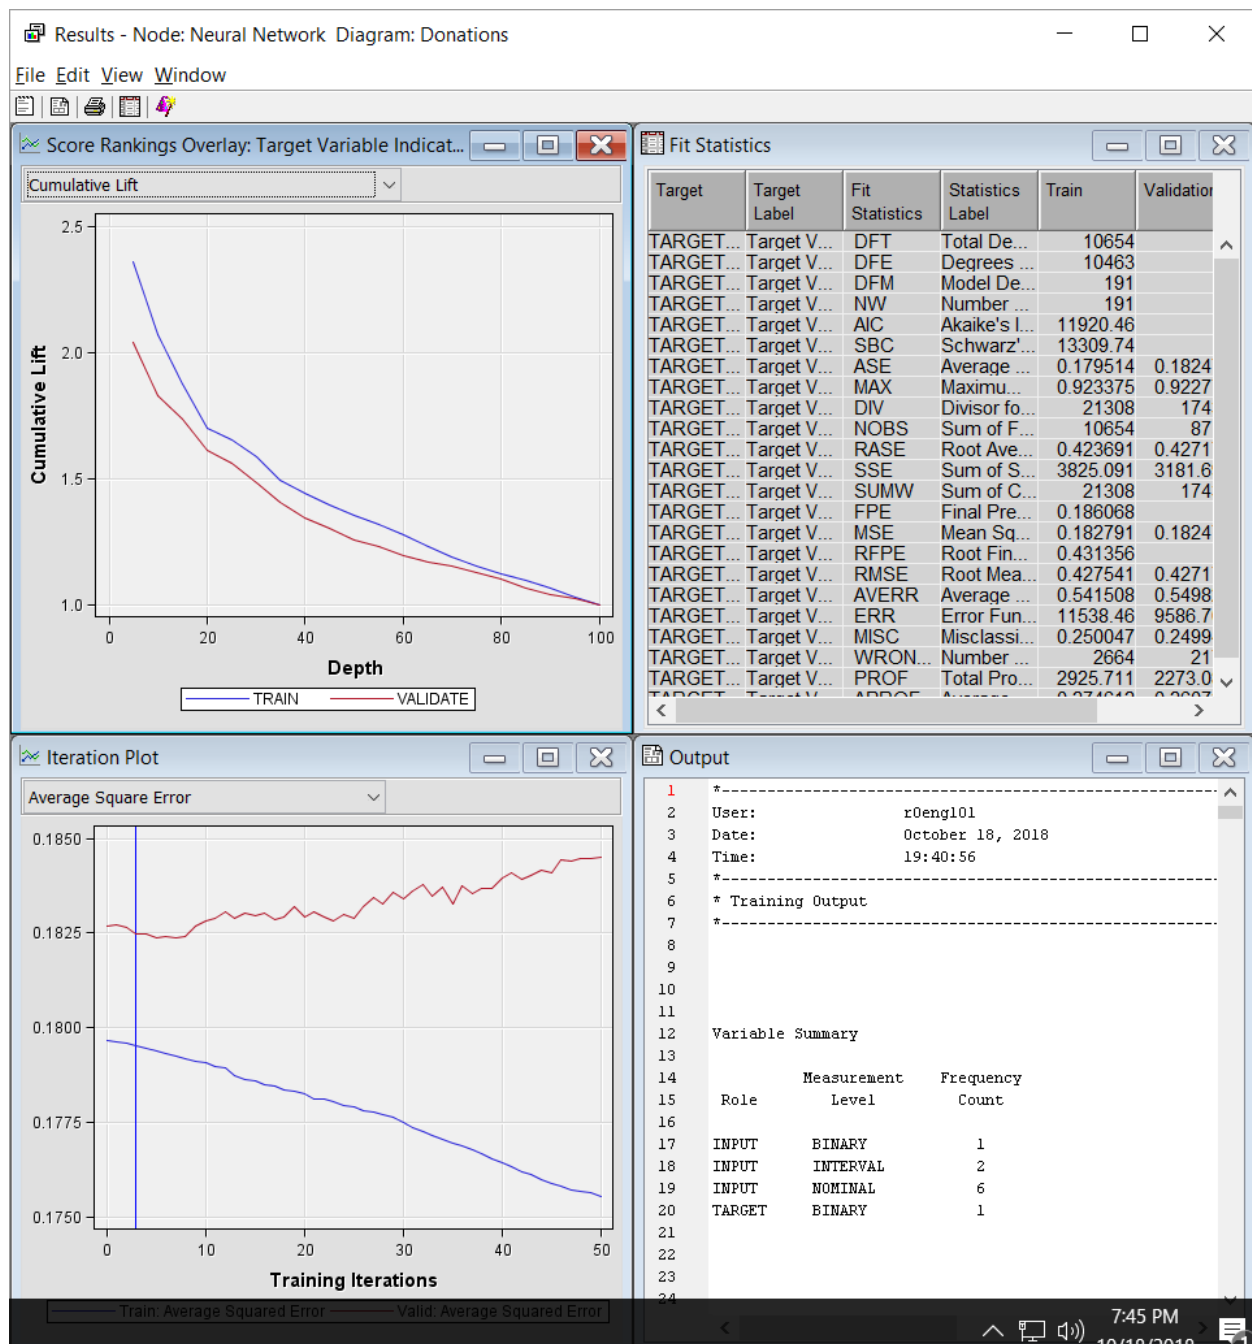 Results - Node: Neural Network Diagram: Donations
File Edit View Window
Score Rankings Overlay: Target Variable Indicat...
Cumulative Lift
2.5
2.0
1.5
1.0
Cumulative Lift
0 20 40 60 80 100
Depth
TRAIN VALIDATE
Fit Statistics
Target Target Label Fit Statistics Statistics Label Train Validation
TARGET... Target V... DFT Total De... 10654
TARGET... Target V... DFE Degrees ... 10463
TARGET... Target V... DFM Model De... 191
TARGET... Target V... NW Number ... 191
TARGET... Target V... AIC Akaike's I... 11920.46
TARGET... Target V... SBC Schwarz'... 13309.74
TARGET... Target V... ASE Average ... 0.179514 0.1824
TARGET... Target V... MAX Maximu... 0.923375 0.9227
TARGET... Target V... DIV Divisor fo... 21308 174
TARGET... Target V... NOBS Sum of F... 10654 87
TARGET... Target V... RASE Root Ave... 0.423691 0.4271
TARGET... Target V... SSE Sum of S... 3825.091 3181.6
TARGET... Target V... SUMW Sum of C... 21308 174
TARGET... Target V... FPE Final Pre... 0.186068
TARGET... Target V... MSE Mean Sq... 0.182791 0.1824
TARGET... Target V... RFPE Root Fin... 0.431356
TARGET... Target V... RMSE Root Mea... 0.427541 0.4271
TARGET... Target V... AVERR Average ... 0.541508 0.5498
TARGET... Target V... ERR Error Fun... 11538.46 9586.7
TARGET... Target V... MISC Misclassi... 0.250047 0.2499
TARGET... Target V... WRON... Number ... 2664 21
TARGET... Target V... PROF Total Pro... 2925.711 2273.0
Iteration Plot
Average Square Error
0.1850
0.1825
0.1800
0.1775
0.1750
0 10 20 30 40 50
Training Iterations
Train: Average Squared Error Valid: Average Squared Error
Output
1 *------------------------------------------------------
2 User: r0engl01
3 Date: October 18, 2018
4 Time: 19:40:56
5 *------------------------------------------------------
6 * Training Output
7 *------------------------------------------------------
8
9
10
11
12 Variable Summary
13
14 Measurement Frequency
15 Role Level Count
16
17 INPUT BINARY 1
18 INPUT INTERVAL 2
19 INPUT NOMINAL 6
20 TARGET BINARY 1
21
22
23
24
7:45 PM
10/18/2018